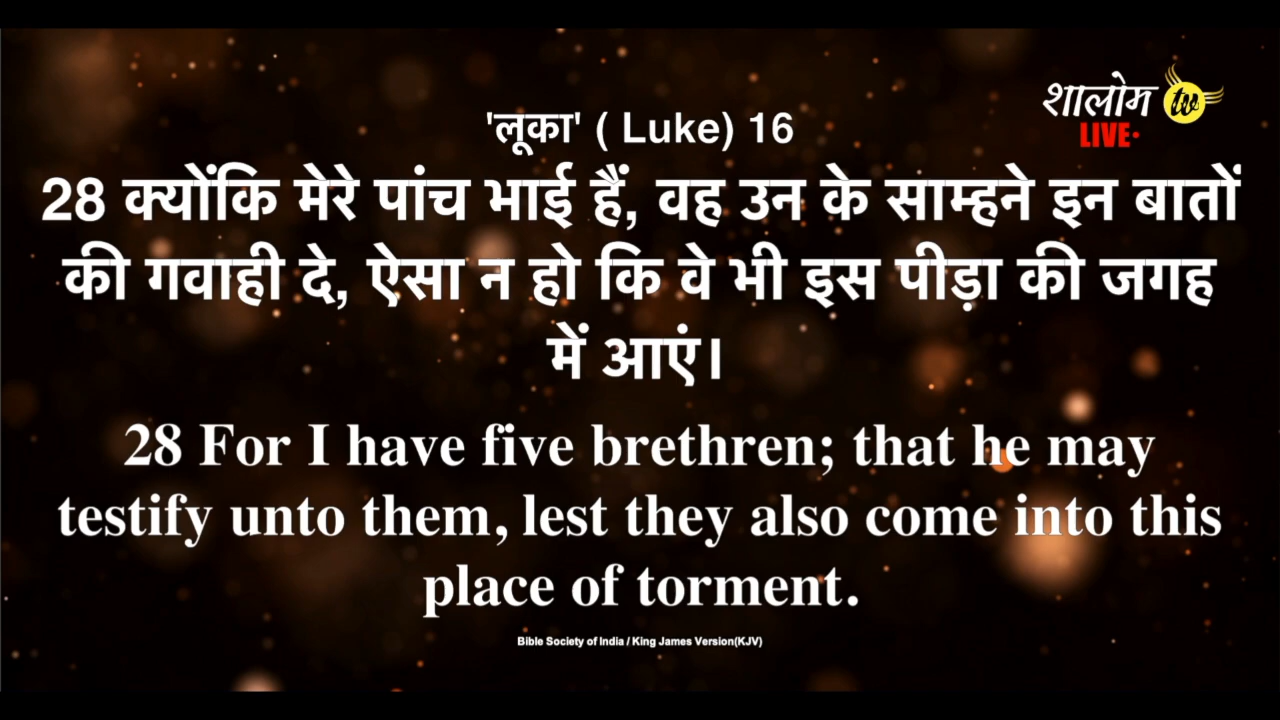 शालोम tv
LIVE
'लूका' ( Luke) 16
28 क्योंकि मेरे पांच भाई हैं, वह उन के साम्हने इन बातों
की गवाही दे, ऐसा न हो कि वे भी इस पीड़ा की जगह
में आएं।
28 For I have five brethren; that he may
testify unto them, lest they also come into this
place of torment.
Bible Society of India / King James Version(KJV)